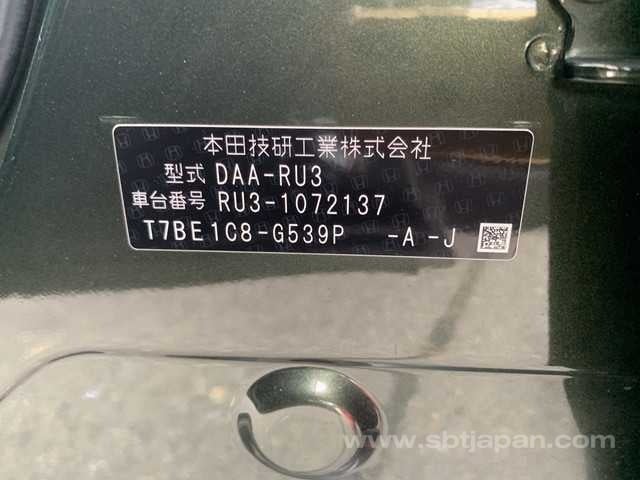 本田技研工業株式会社
型式 DAA-RU3
車台番号 RU3-1072137
T7BE1C8-G539P -A -J
www.sbtjapan.com